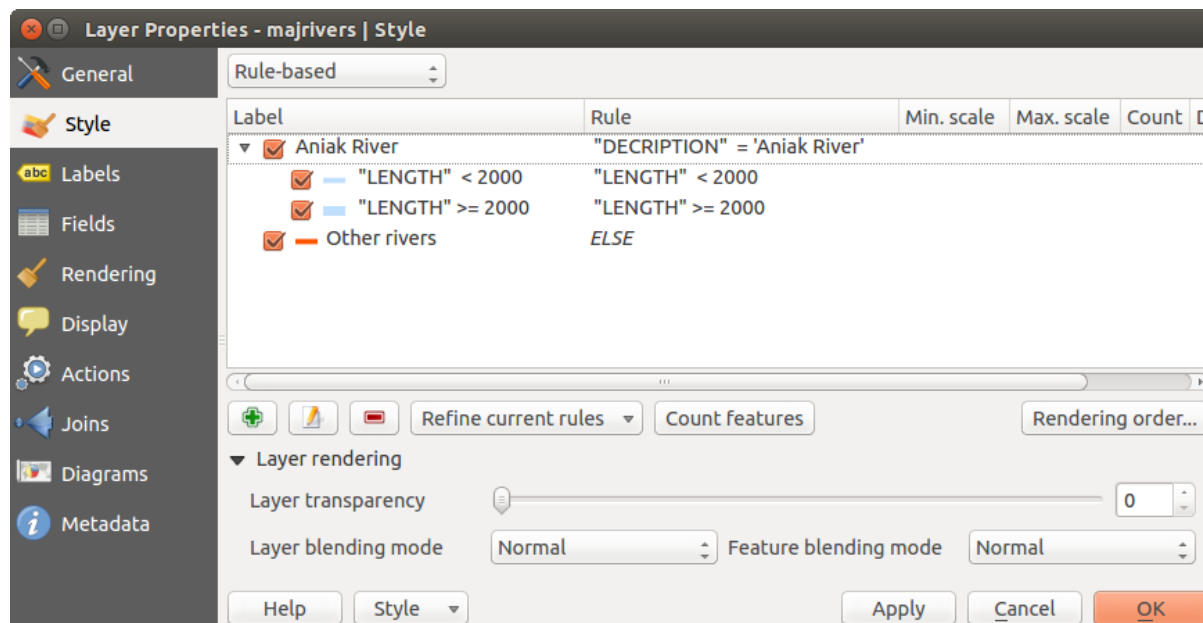 Layer Properties - majrivers | Style
General
Style
Labels
Fields
Rendering
Display
Actions
Joins
Diagrams
Metadata
Rule-based
Label Rule Min. scale Max. scale Count
Aniak River "DECRIPTION" = 'Aniak River'
"LENGTH" < 2000 "LENGTH" < 2000
"LENGTH" >= 2000 "LENGTH" >= 2000
Other rivers ELSE
Refine current rules Count features Rendering order...
Layer rendering
Layer transparency 0
Layer blending mode Normal Feature blending mode Normal
Help Style Apply Cancel OK
abc